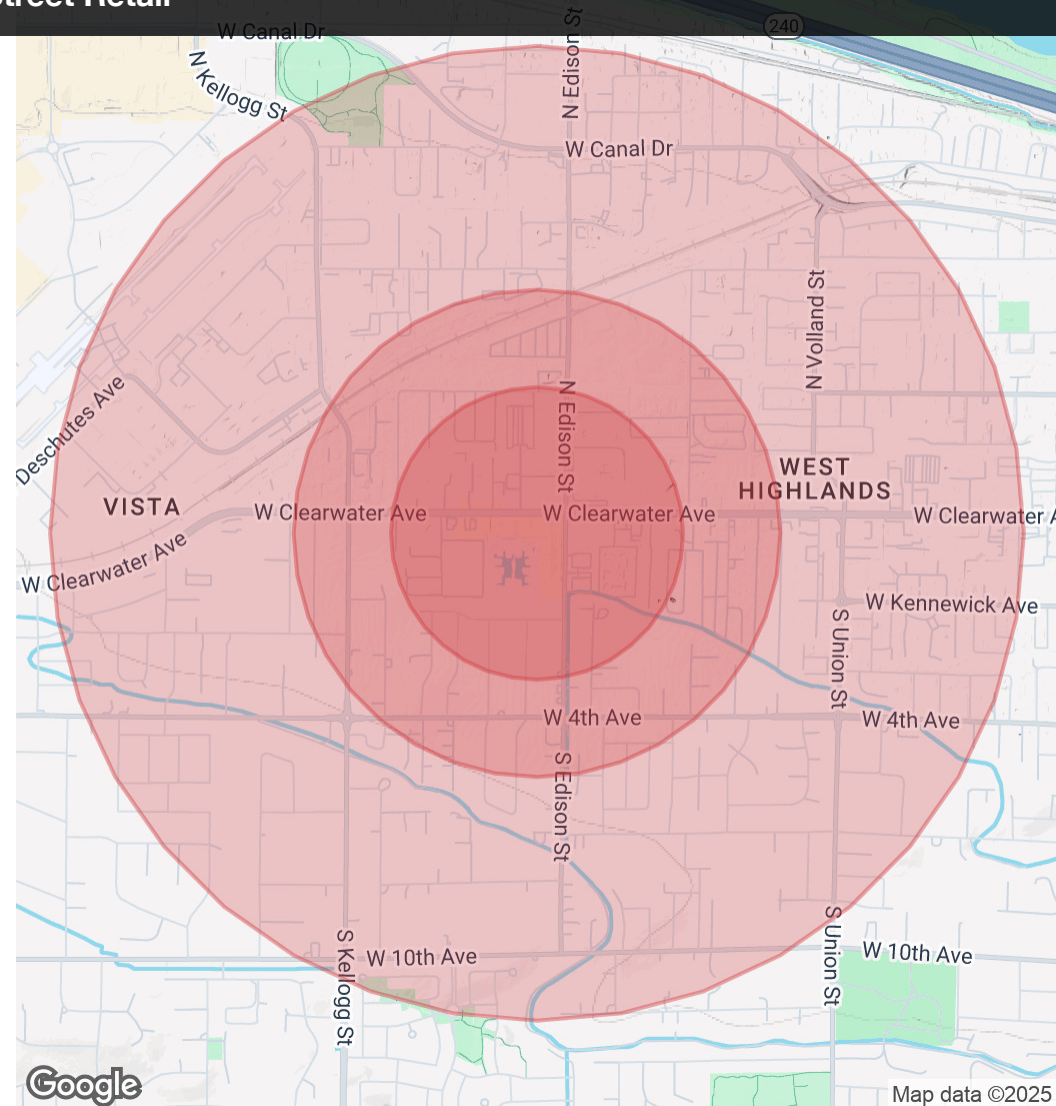 Street Retail
240
W Canal Dr
N Edison St
N Kellogg St
W Canal Dr
N Volland St
Deschutes Ave
N Edison St
WEST
HIGHLANDS
VISTA
W Clearwater Ave
W Clearwater Ave
W Clearwater A
W Clearwater Ave
W Kennewick Ave
S Union St
W 4th Ave
W 4th Ave
S Edison St
S Kellogg St
W 10th Ave
S Union St
W 10th Ave
Google
Map data ©2025